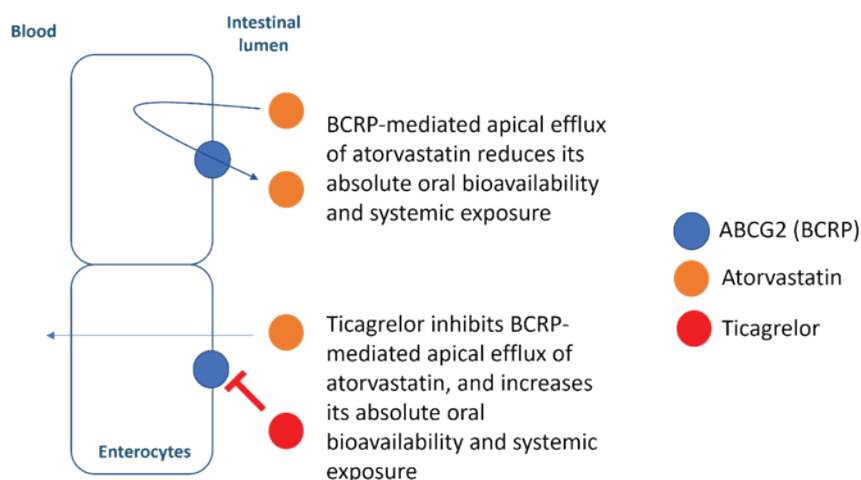 Blood
Intestinal
lumen
BCRP-mediated apical efflux
of atorvastatin reduces its
absolute oral bioavailability
and systemic exposure
ABCG2 (BCRP)
Atorvastatin
Ticagrelor
Ticagrelor inhibits BCRP-
mediated apical efflux of
atorvastatin, and increases
its absolute oral
bioavailability and systemic
exposure
Enterocytes